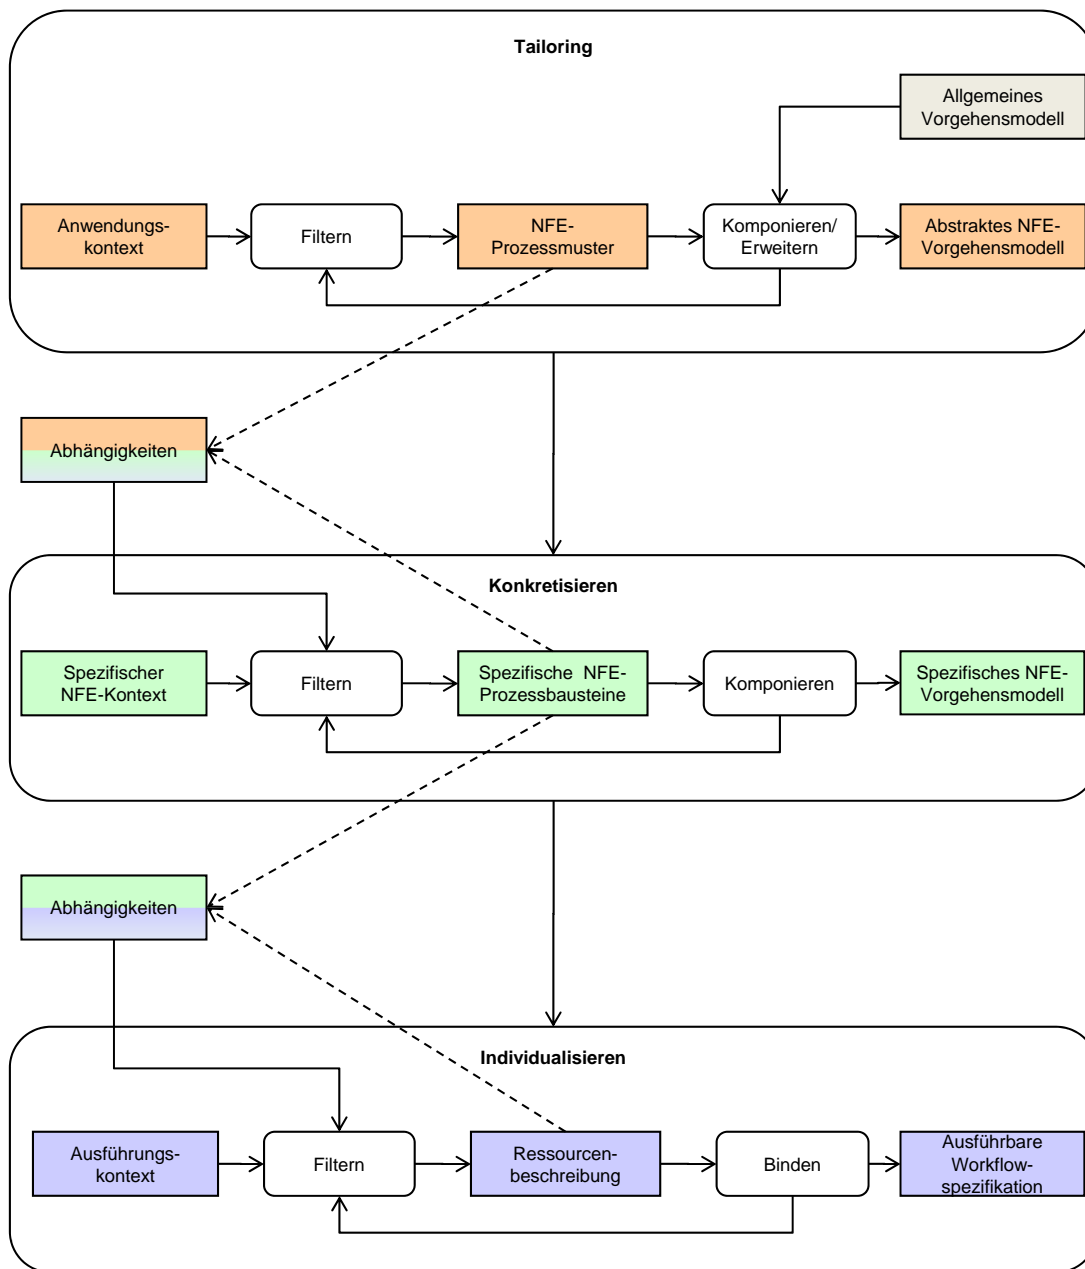 Tailoring
Allgemeines
Vorgehensmodell
Anwendungs-
kontext
Filtern
NFE-
Prozessmuster
Komponieren/
Erweitern
Abstraktes NFE-
Vorgehensmodell
Abhängigkeiten
Konkretisieren
Spezifischer
NFE-Kontext
Filtern
Spezifische NFE-
Prozessbausteine
Komponieren
Spezifisches NFE-
Vorgehensmodell
Abhängigkeiten
Individualisieren
Ausführungs-
kontext
Filtern
Ressourcen-
beschreibung
Binden
Ausführbare
Workflow-
spezifikation